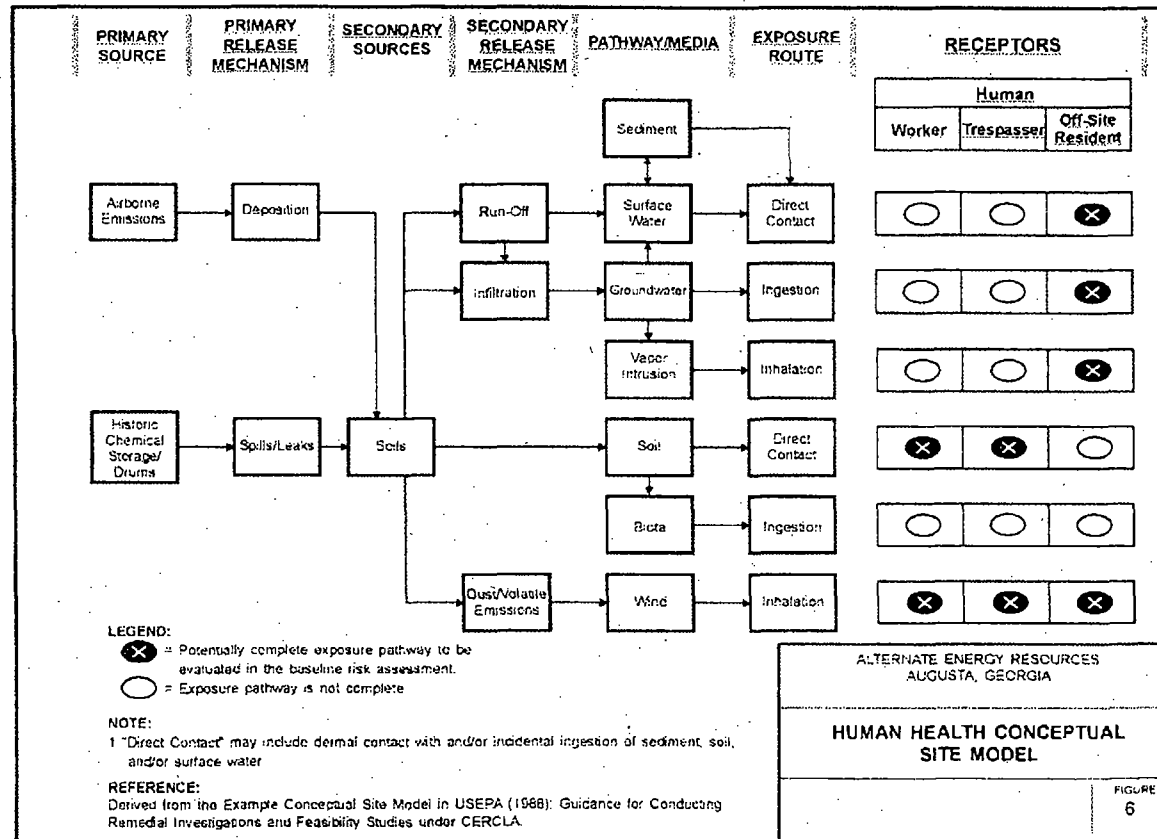 PRIMARY SOURCE
PRIMARY RELEASE MECHANISM
SECONDARY SOURCES
SECONDARY RELEASE MECHANISM
PATHWAY/MEDIA
EXPOSURE ROUTE
RECEPTORS
Human
Worker
Trespasser
Off-Site Resident
Sediment
Airborne Emissions
Deposition
Run-Off
Surface Water
Direct Contact
Infiltration
Groundwater
Ingestion
Vapor Intrusion
Inhalation
Historic Chemical Storage/ Drums
Spills/Leaks
Soils
Soil
Direct Contact
Biota
Ingestion
Dust/Volatile Emissions
Wind
Inhalation
LEGEND:
= Potentially complete exposure pathway to be
evaluated in the baseline risk assessment.
= Exposure pathway is not complete
NOTE:
1 "Direct Contact" may include dermal contact with and/or incidental ingestion of sediment, soil,
and/or surface water
REFERENCE:
Derived from the Example Conceptual Site Model in USEPA (1988): Guidance for Conducting
Remedial Investigations and Feasibility Studies under CERCLA.
ALTERNATE ENERGY RESOURCES
AUGUSTA, GEORGIA
HUMAN HEALTH CONCEPTUAL
SITE MODEL
FIGURE
6